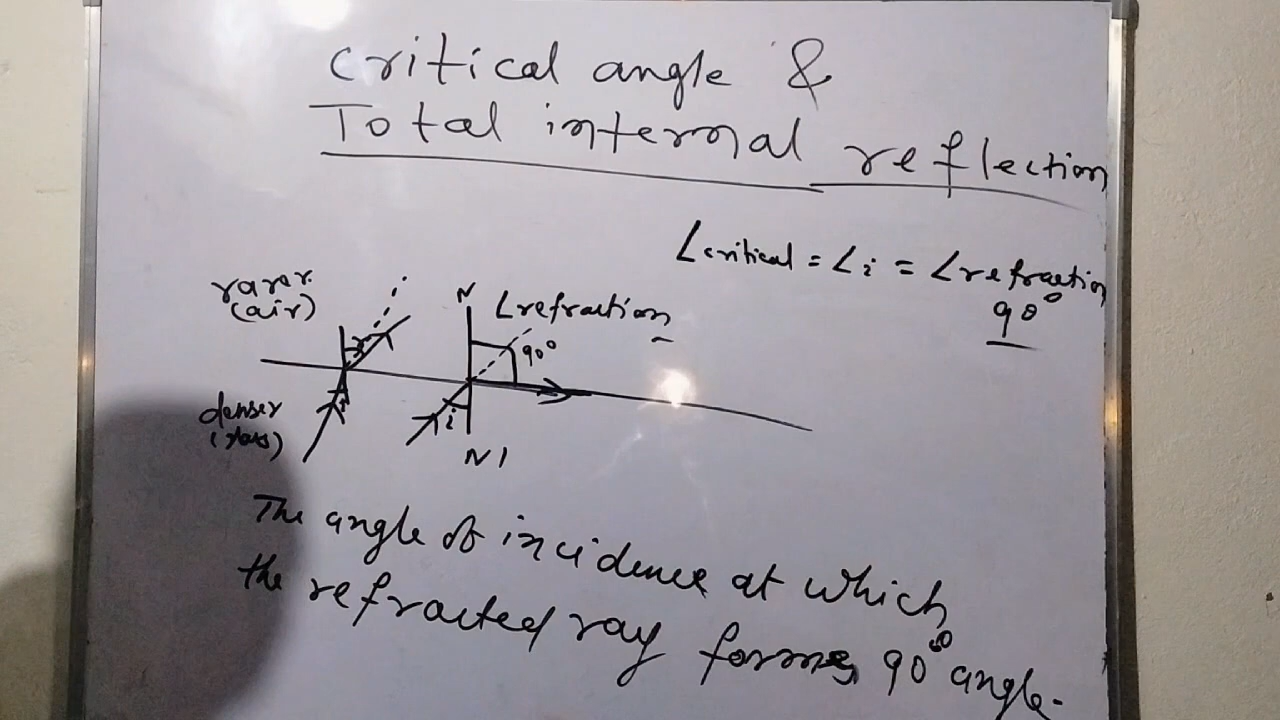 critical angle &
Total internal reflection
∠critical = ∠i = ∠refraction
90°
rarer
(air)
i
r
N
∠refraction
90°
denser
i
i
N1
The angle of incidence at which
the refracted ray forms 90° angle.